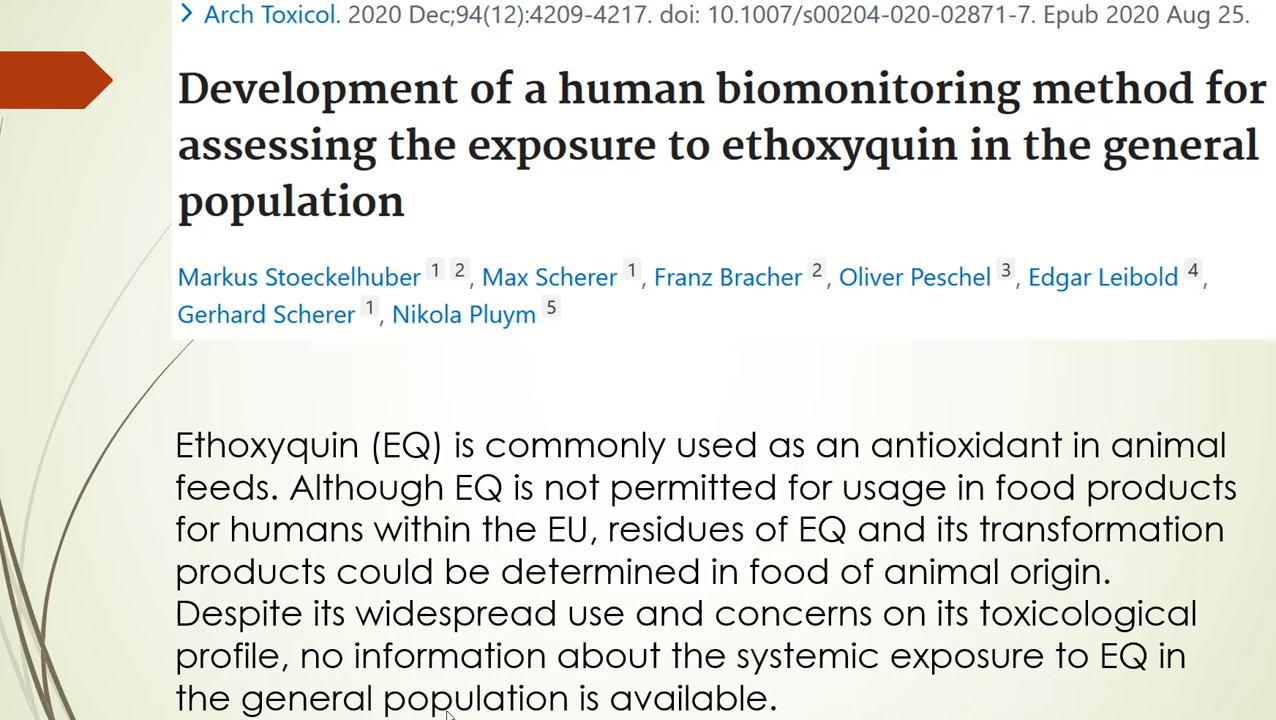 > Arch Toxicol. 2020 Dec;94(12):4209-4217. doi: 10.1007/s00204-020-02871-7. Epub 2020 Aug 25.
Development of a human biomonitoring method for
assessing the exposure to ethoxyquin in the general
population
Markus Stoeckelhuber 1 2, Max Scherer 1, Franz Bracher 2, Oliver Peschel 3, Edgar Leibold 4,
Gerhard Scherer 1, Nikola Pluym 5
Ethoxyquin (EQ) is commonly used as an antioxidant in animal
feeds. Although EQ is not permitted for usage in food products
for humans within the EU, residues of EQ and its transformation
products could be determined in food of animal origin.
Despite its widespread use and concerns on its toxicological
profile, no information about the systemic exposure to EQ in
the general population is available.